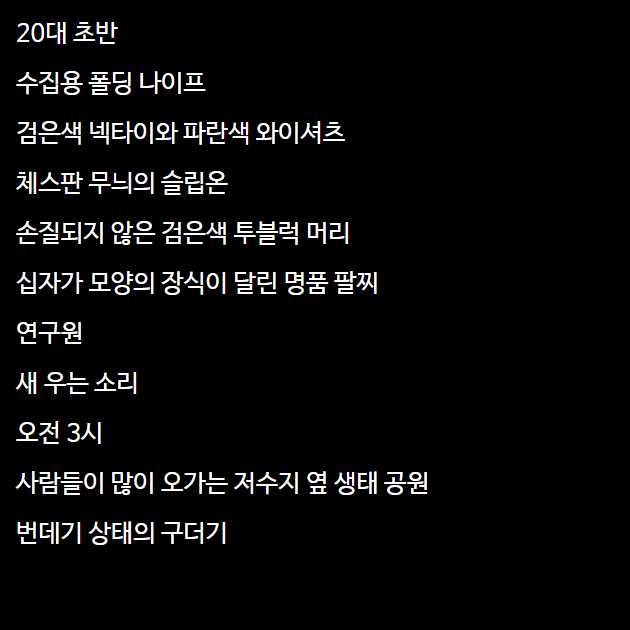 20대 초반
수집용 폴딩 나이프
검은색 넥타이와 파란색 와이셔츠
체스판 무늬의 슬립온
손질되지 않은 검은색 투블럭 머리
십자가 모양의 장식이 달린 명품 팔찌
연구원
새 우는 소리
오전 3시
사람들이 많이 오가는 저수지 옆 생태 공원
번데기 상태의 구더기